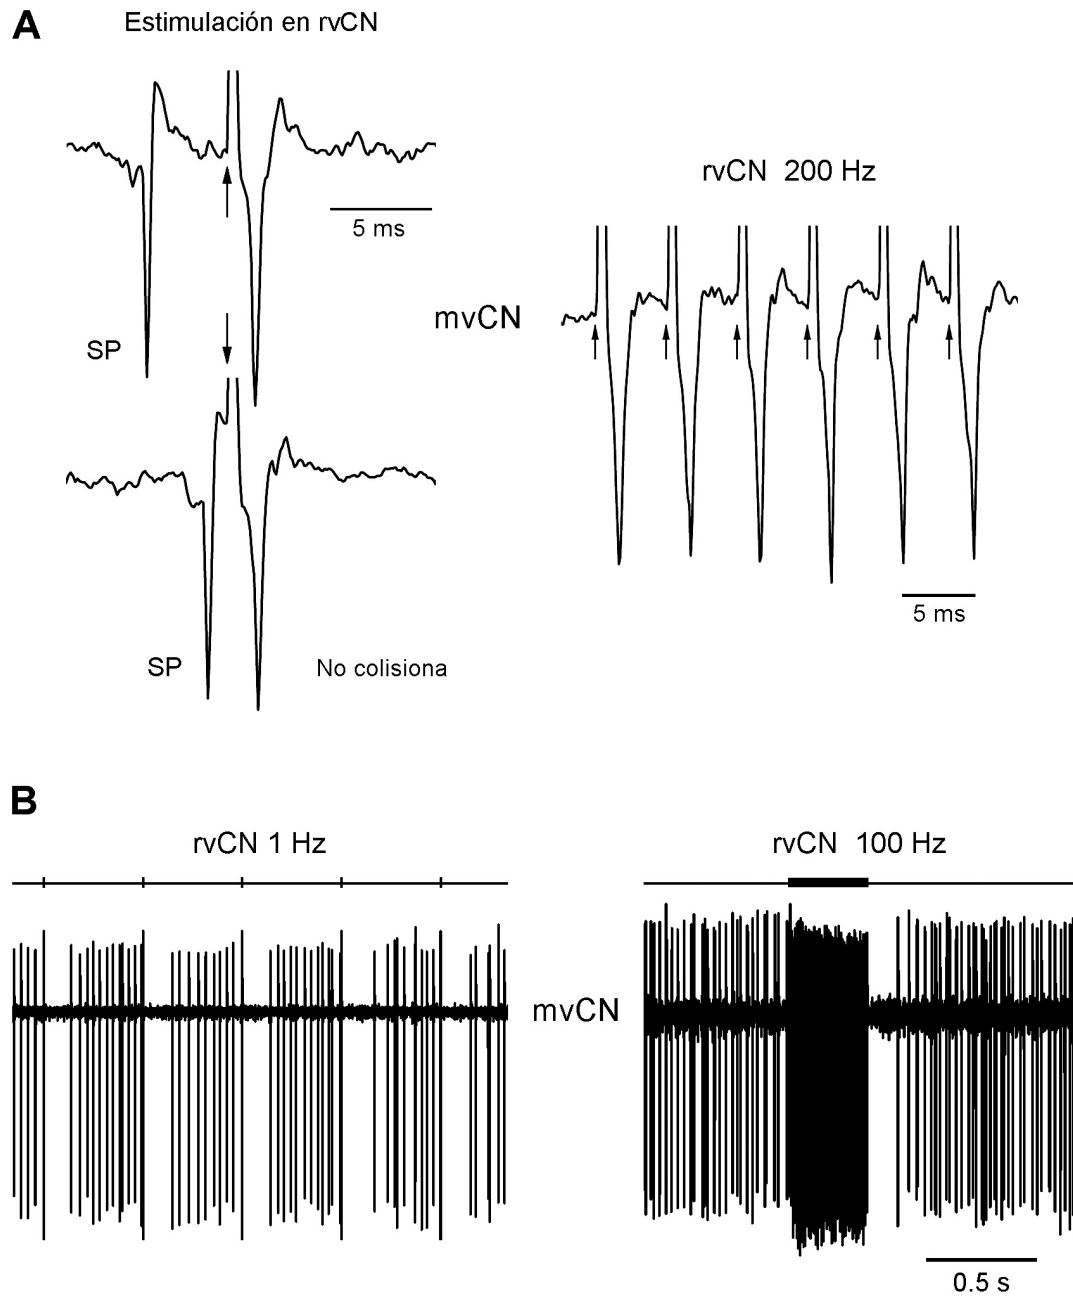 A
Estimulación en rvCN
5 ms
SP
SP
No colisiona
mvCN
rvCN 200 Hz
5 ms
B
rvCN 1 Hz
rvCN 100 Hz
mvCN
0.5 s